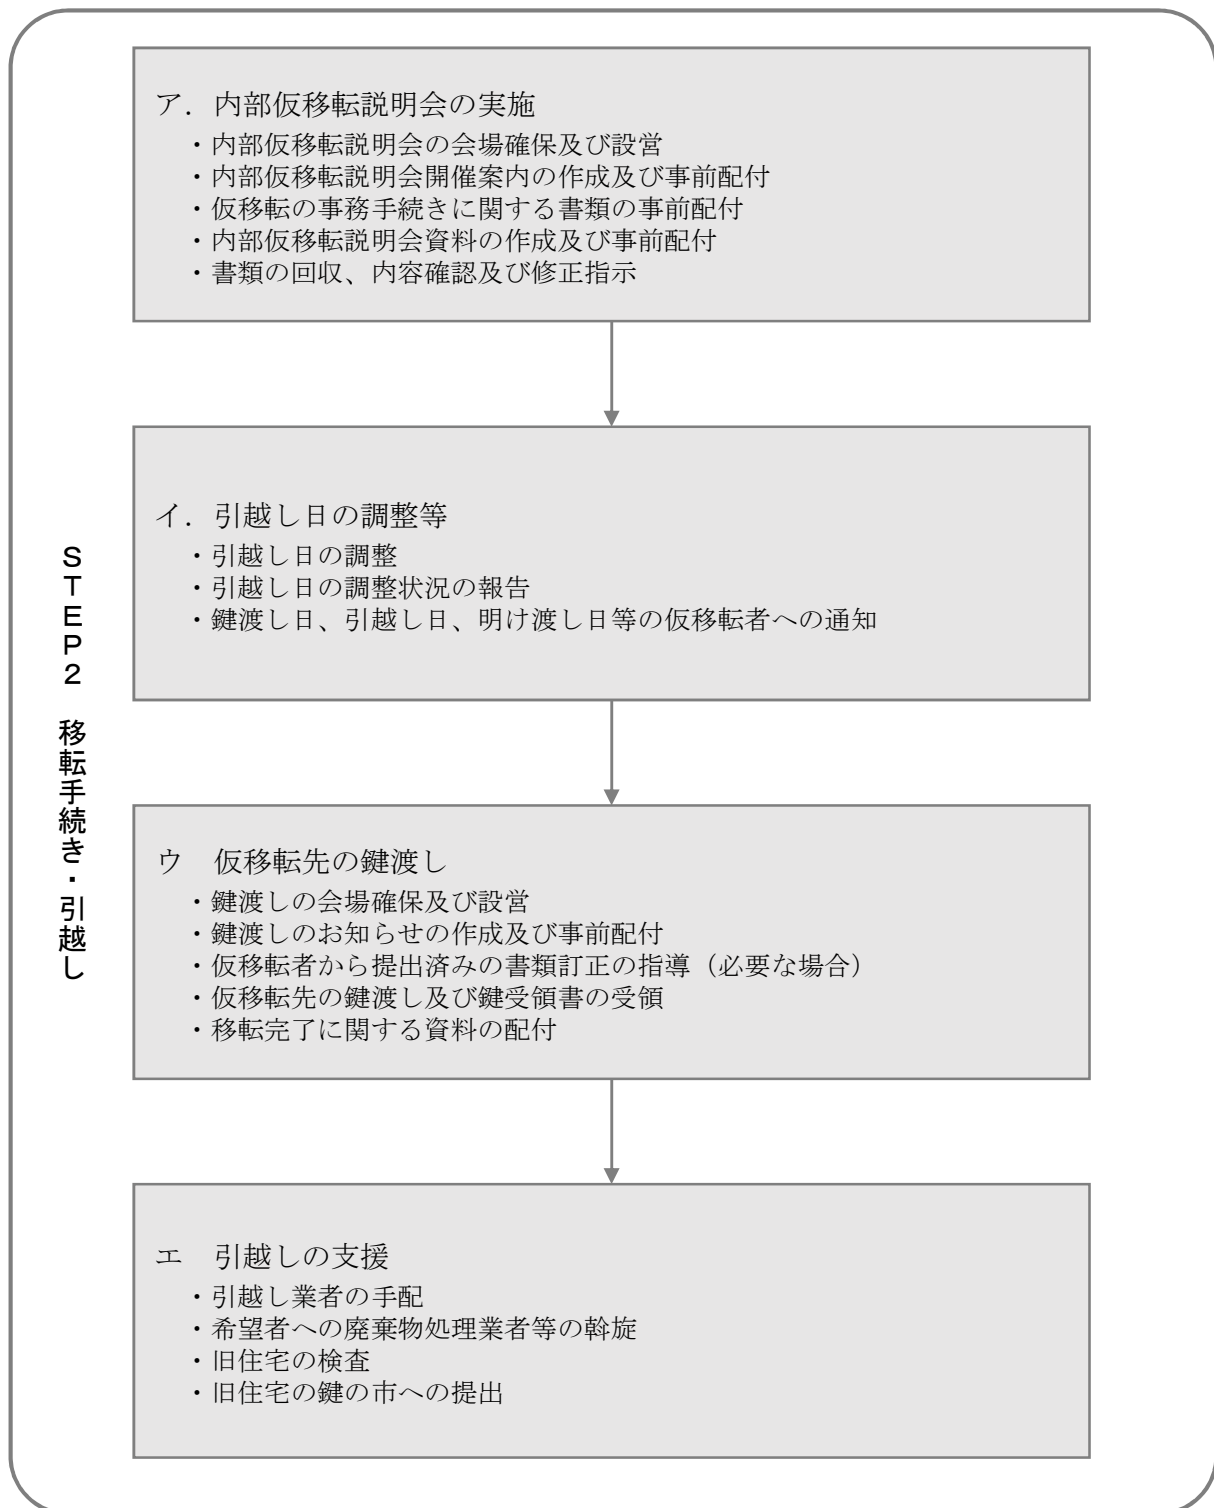 STEP2 移転手続き・引越し
ア．内部仮移転説明会の実施
・内部仮移転説明会の会場確保及び設営
・内部仮移転説明会開催案内の作成及び事前配付
・仮移転の事務手続きに関する書類の事前配付
・内部仮移転説明会資料の作成及び事前配付
・書類の回収、内容確認及び修正指示
イ．引越し日の調整等
・引越し日の調整
・引越し日の調整状況の報告
・鍵渡し日、引越し日、明け渡し日等の仮移転者への通知
ウ　仮移転先の鍵渡し
・鍵渡しの会場確保及び設営
・鍵渡しのお知らせの作成及び事前配付
・仮移転者から提出済みの書類訂正の指導（必要な場合）
・仮移転先の鍵渡し及び鍵受領書の受領
・移転完了に関する資料の配付
エ　引越しの支援
・引越し業者の手配
・希望者への廃棄物処理業者等の斡旋
・旧住宅の検査
・旧住宅の鍵の市への提出